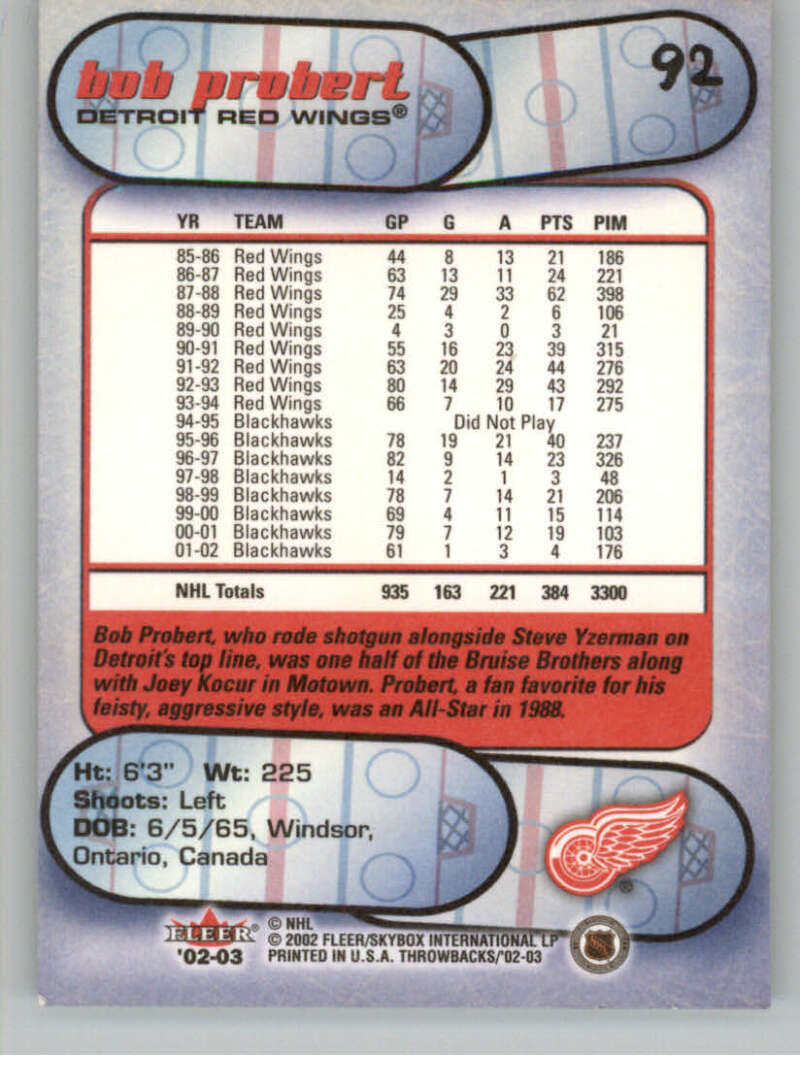 bob probert
DETROIT RED WINGS®
92
YR TEAM GP G A PTS PIM
85-86 Red Wings 44 8 13 21 186
86-87 Red Wings 63 13 11 24 221
87-88 Red Wings 74 29 33 62 398
88-89 Red Wings 25 4 2 6 106
89-90 Red Wings 4 3 0 3 21
90-91 Red Wings 55 16 23 39 315
91-92 Red Wings 63 20 24 44 276
92-93 Red Wings 80 14 29 43 292
93-94 Red Wings 66 7 10 17 275
94-95 Blackhawks Did Not Play
95-96 Blackhawks 78 19 21 40 237
96-97 Blackhawks 82 9 14 23 326
97-98 Blackhawks 14 2 1 3 48
98-99 Blackhawks 78 7 14 21 206
99-00 Blackhawks 69 4 11 15 114
00-01 Blackhawks 79 7 12 19 103
01-02 Blackhawks 61 1 3 4 176
NHL Totals 935 163 221 384 3300
Bob Probert, who rode shotgun alongside Steve Yzerman on
Detroit's top line, was one half of the Bruise Brothers along
with Joey Kocur in Motown. Probert, a fan favorite for his
feisty, aggressive style, was an All-Star in 1988.
Ht: 6'3" Wt: 225
Shoots: Left
DOB: 6/5/65, Windsor,
Ontario, Canada
®
FLEER®
'02-03
© NHL
© 2002 FLEER/SKYBOX INTERNATIONAL LP
PRINTED IN U.S.A. THROWBACKS/'02-03